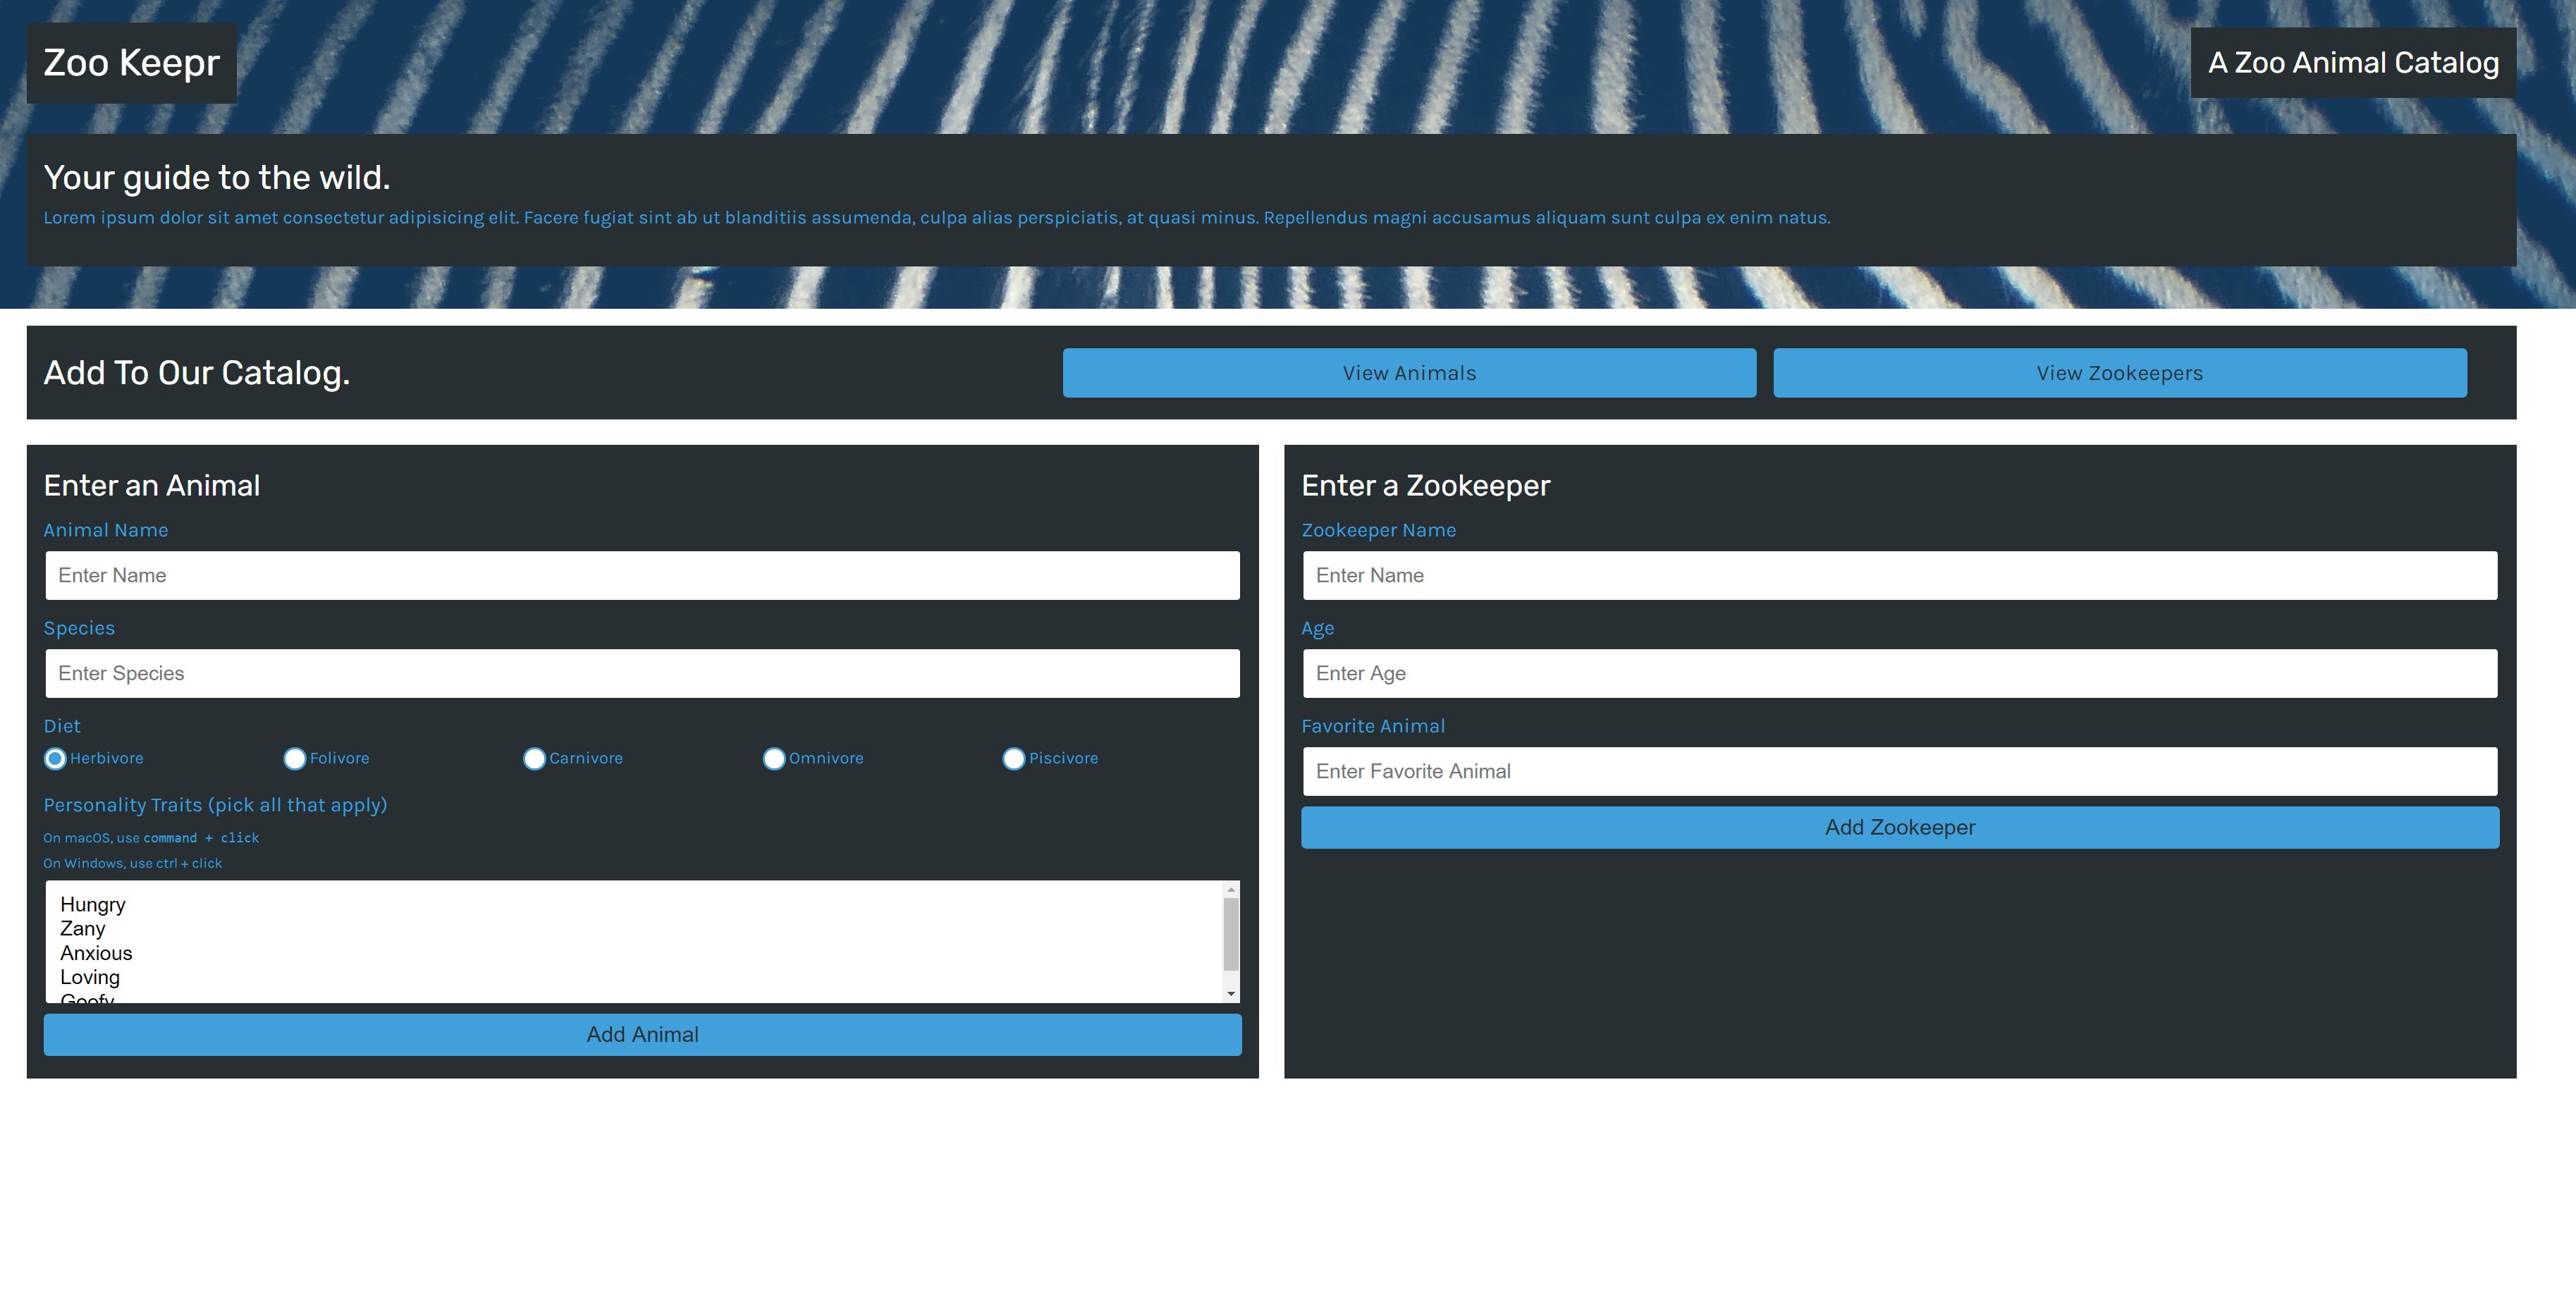 Zoo Keepr
A Zoo Animal Catalog
Your guide to the wild.
Lorem ipsum dolor sit amet consectetur adipisicing elit. Facere fugiat sint ab ut blanditiis assumenda, culpa alias perspiciatis, at quasi minus. Repellendus magni accusamus aliquam sunt culpa ex enim natus.
Add To Our Catalog.
View Animals
View Zookeepers
Enter an Animal
Animal Name
Enter Name
Species
Enter Species
Diet
Herbivore Folivore Carnivore Omnivore Piscivore
Personality Traits (pick all that apply)
On macOS, use command + click
On Windows, use ctrl + click
Hungry
Zany
Anxious
Loving
Goofy
Add Animal
Enter a Zookeeper
Zookeeper Name
Enter Name
Age
Enter Age
Favorite Animal
Enter Favorite Animal
Add Zookeeper